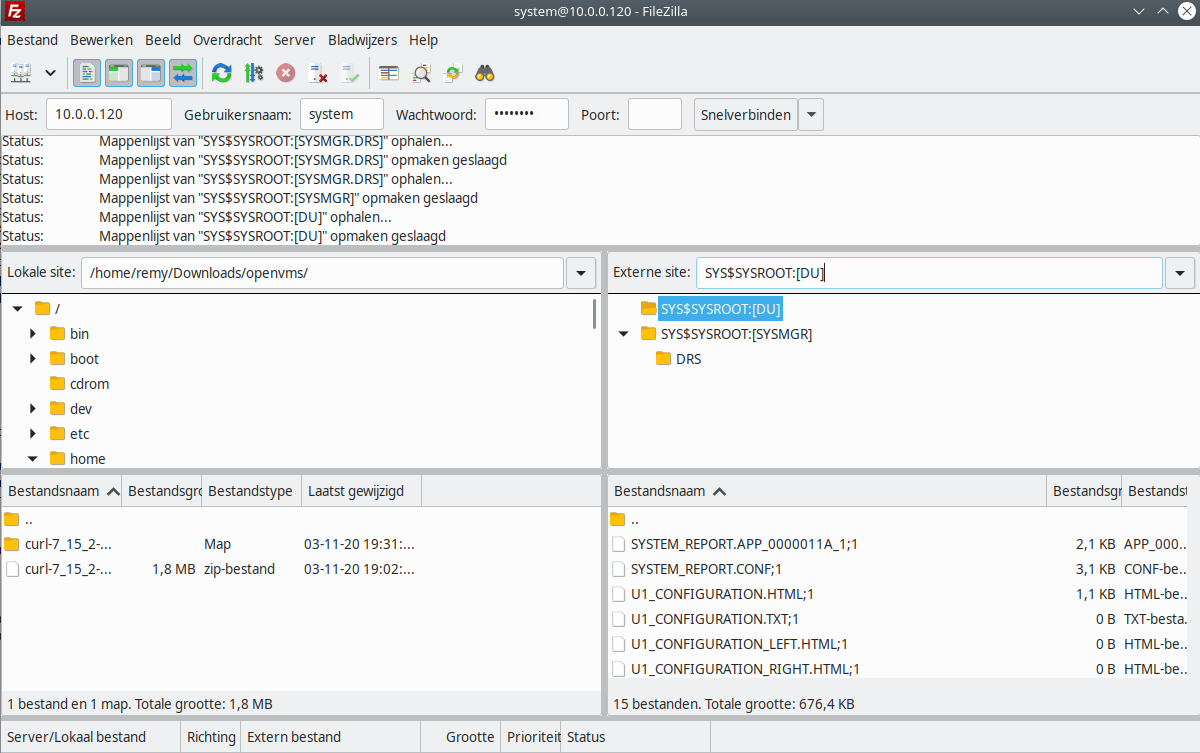 system@10.0.0.120 - FileZilla
Bestand Bewerken Beeld Overdracht Server Bladwijzers Help
Host: 10.0.0.120 Gebruikersnaam: system Wachtwoord: •••••••• Poort: Snelverbinden
Status: Mappenlijst van "SYS$SYSROOT:[SYSMGR.DRS]" ophalen...
Status: Mappenlijst van "SYS$SYSROOT:[SYSMGR.DRS]" opmaken geslaagd
Status: Mappenlijst van "SYS$SYSROOT:[SYSMGR.DRS]" ophalen...
Status: Mappenlijst van "SYS$SYSROOT:[SYSMGR]" opmaken geslaagd
Status: Mappenlijst van "SYS$SYSROOT:[DU]" ophalen...
Status: Mappenlijst van "SYS$SYSROOT:[DU]" opmaken geslaagd
Lokale site: /home/remy/Downloads/openvms/
/
bin
boot
cdrom
dev
etc
home
Externe site: SYS$SYSROOT:[DU]
SYS$SYSROOT:[DU]
SYS$SYSROOT:[SYSMGR]
DRS
Bestandsnaam Bestandsgro Bestandstype Laatst gewijzigd
..
curl-7_15_2-... Map 03-11-20 19:31:...
curl-7_15_2-... 1,8 MB zip-bestand 03-11-20 19:02:...
1 bestand en 1 map. Totale grootte: 1,8 MB
Bestandsnaam Bestandsgr Bestandst
..
SYSTEM_REPORT.APP_0000011A_1;1 2,1 KB APP_000...
SYSTEM_REPORT.CONF;1 3,1 KB CONF-be...
U1_CONFIGURATION.HTML;1 1,1 KB HTML-be...
U1_CONFIGURATION.TXT;1 0 B TXT-besta...
U1_CONFIGURATION_LEFT.HTML;1 0 B HTML-be...
U1_CONFIGURATION_RIGHT.HTML;1 0 B HTML-be...
15 bestanden. Totale grootte: 676,4 KB
Server/Lokaal bestand Richting Extern bestand Grootte Prioriteit Status